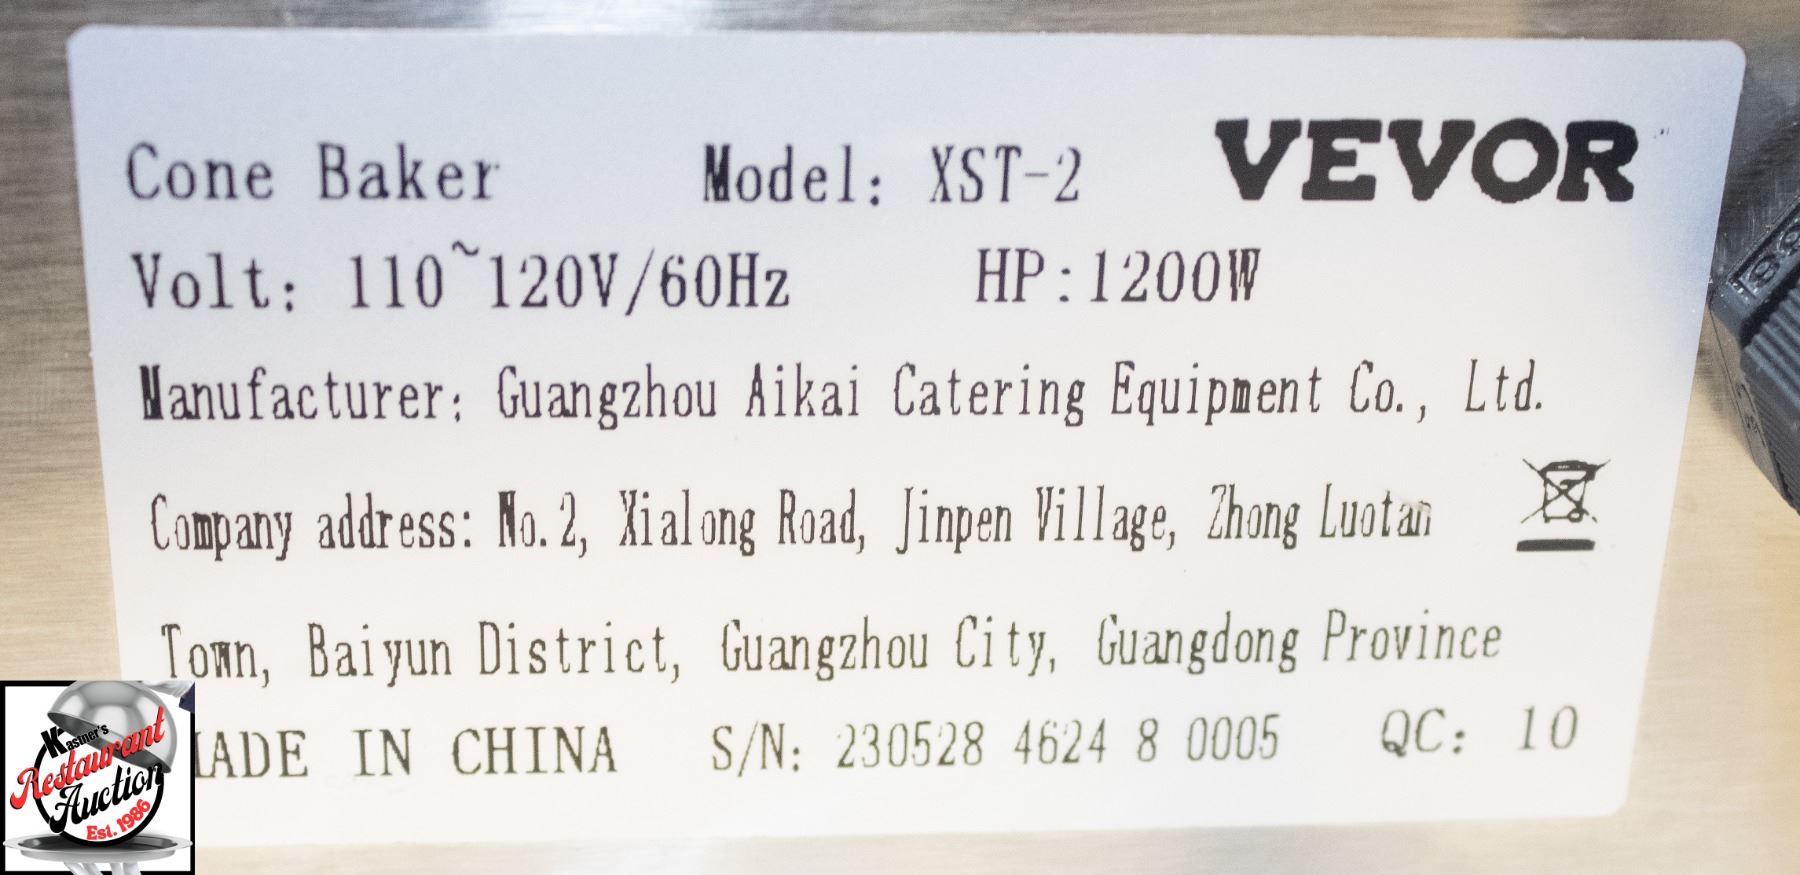 Cone Baker Model: XST-2 VEVOR
Volt: 110~120V/60Hz HP:1200W
Manufacturer: Guangzhou Aikai Catering Equipment Co., Ltd.
Company address: No.2, Xialong Road, Jinpen Village, Zhong Luotan
Town, Baiyun District, Guangzhou City, Guangdong Province
MADE IN CHINA S/N: 230528 4624 8 0005 QC: 10
Kastner's
Restaurant
Auction
Est. 1986